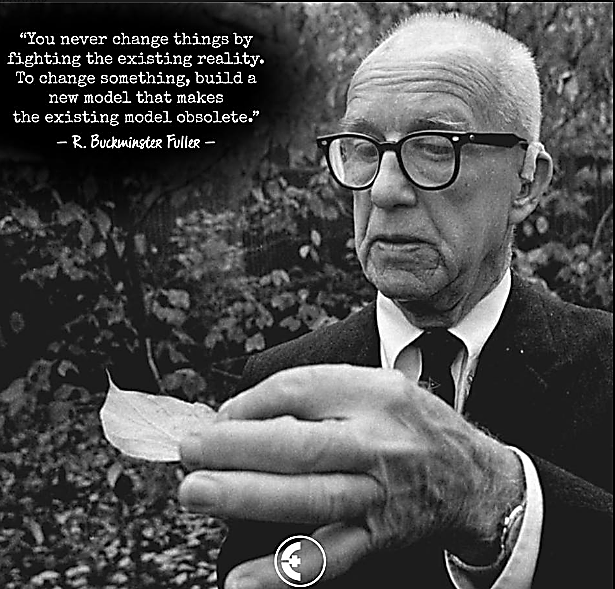 “You never change things by
fighting the existing reality.
To change something, build a
new model that makes
the existing model obsolete.”
– R. Buckminster Fuller –